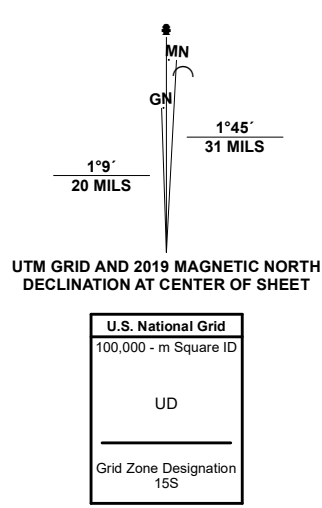 MN
GN
1°45´
31 MILS
1°9´
20 MILS
UTM GRID AND 2019 MAGNETIC NORTH
DECLINATION AT CENTER OF SHEET
U.S. National Grid
100,000 - m Square ID
UD
Grid Zone Designation
15S